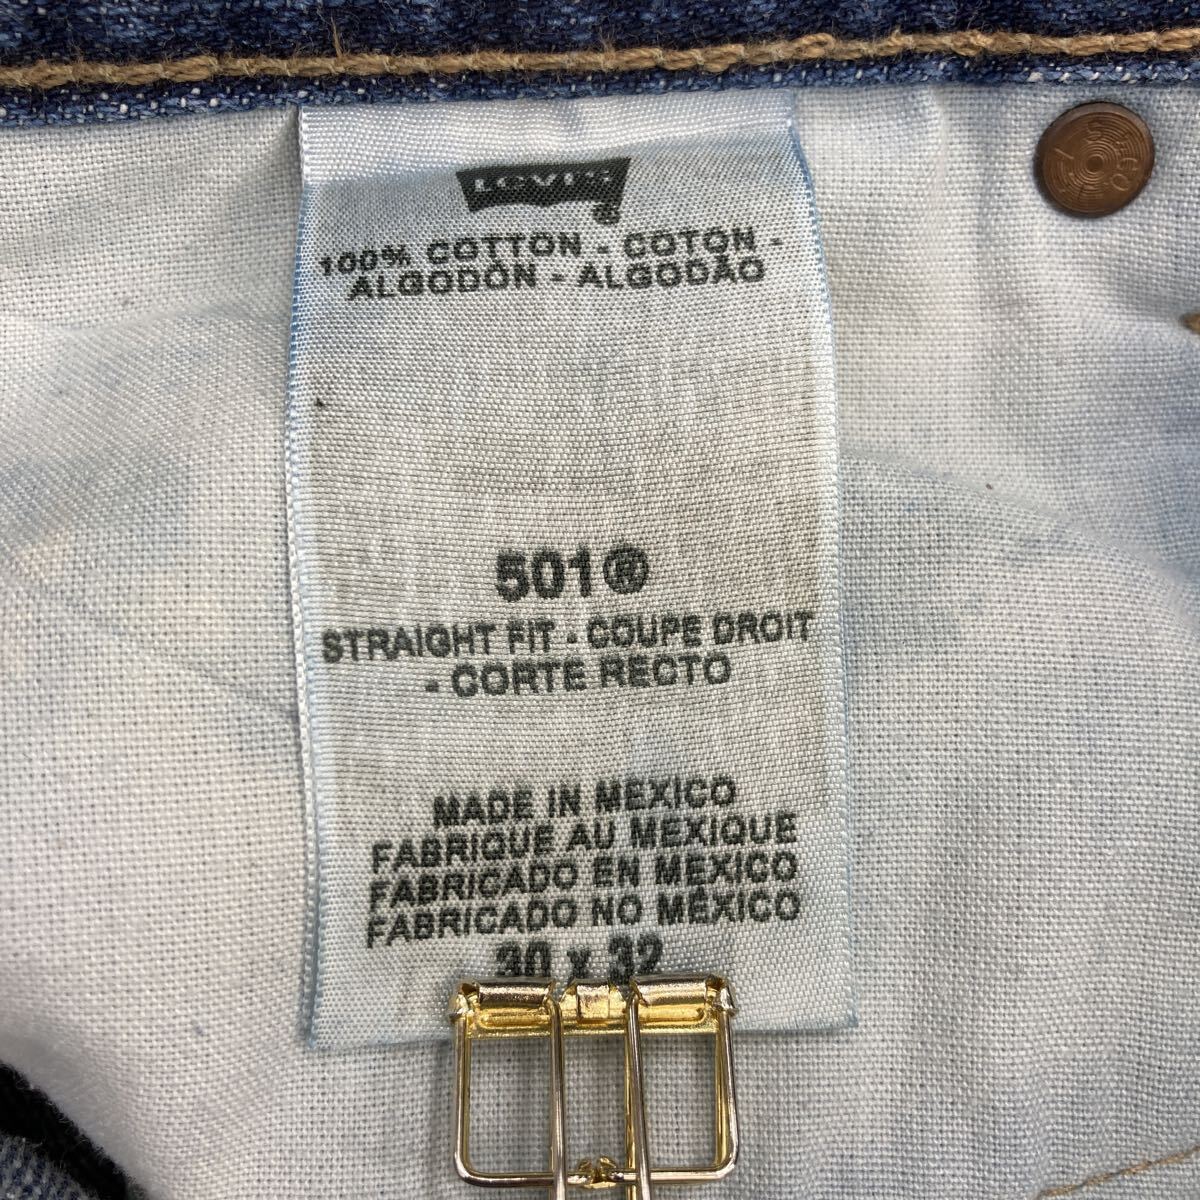 LEVI'S
®
100% COTTON - COTON -
ALGODÓN - ALGODÃO
501®
STRAIGHT FIT - COUPE DROIT
- CORTE RECTO
MADE IN MEXICO
FABRIQUE AU MEXIQUE
FABRICADO EN MEXICO
FABRICADO NO MÉXICO
30 x 32